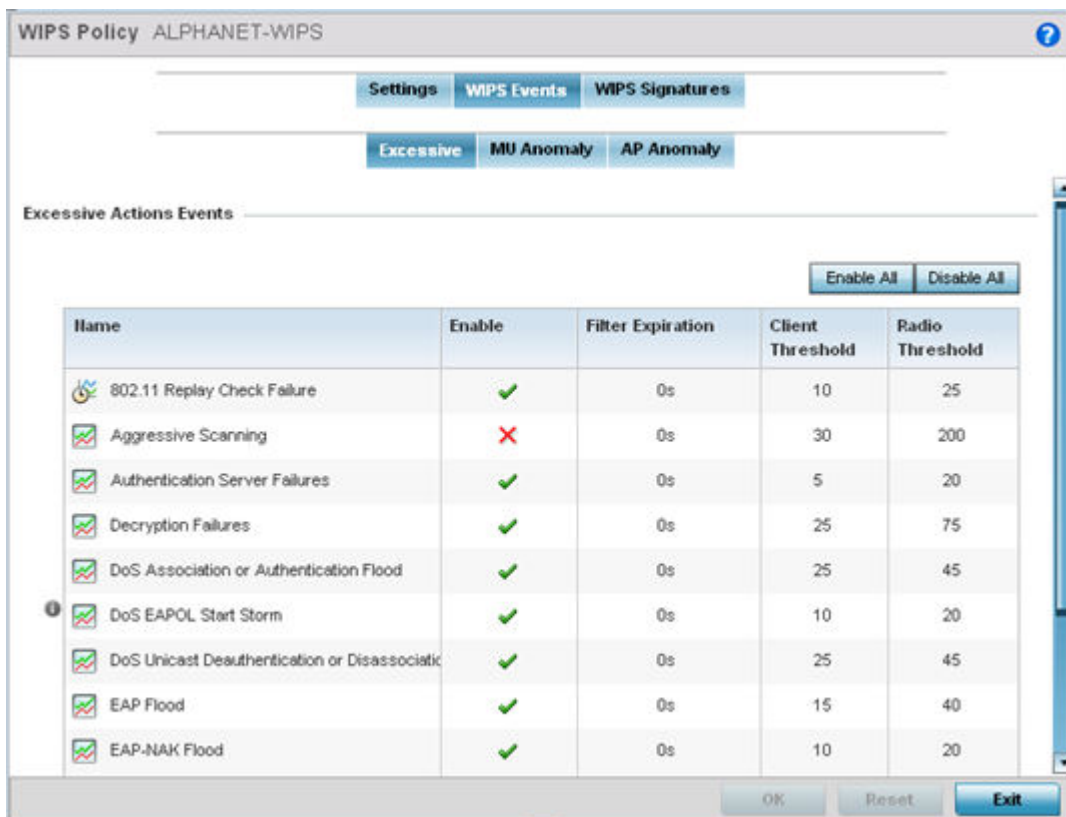 WIPS Policy ALPHANET-WIPS ?
Settings WIPS Events WIPS Signatures
Excessive MU Anomaly AP Anomaly
Excessive Actions Events
Enable All Disable All
Name Enable Filter Expiration Client Threshold Radio Threshold
802.11 Replay Check Failure 0s 10 25
Aggressive Scanning 0s 30 200
Authentication Server Failures 0s 5 20
Decryption Failures 0s 25 75
DoS Association or Authentication Flood 0s 25 45
DoS EAPOL Start Storm 0s 10 20
DoS Unicast Deauthentication or Disassociatic 0s 25 45
EAP Flood 0s 15 40
EAP-NAK Flood 0s 10 20
OK Reset Exit